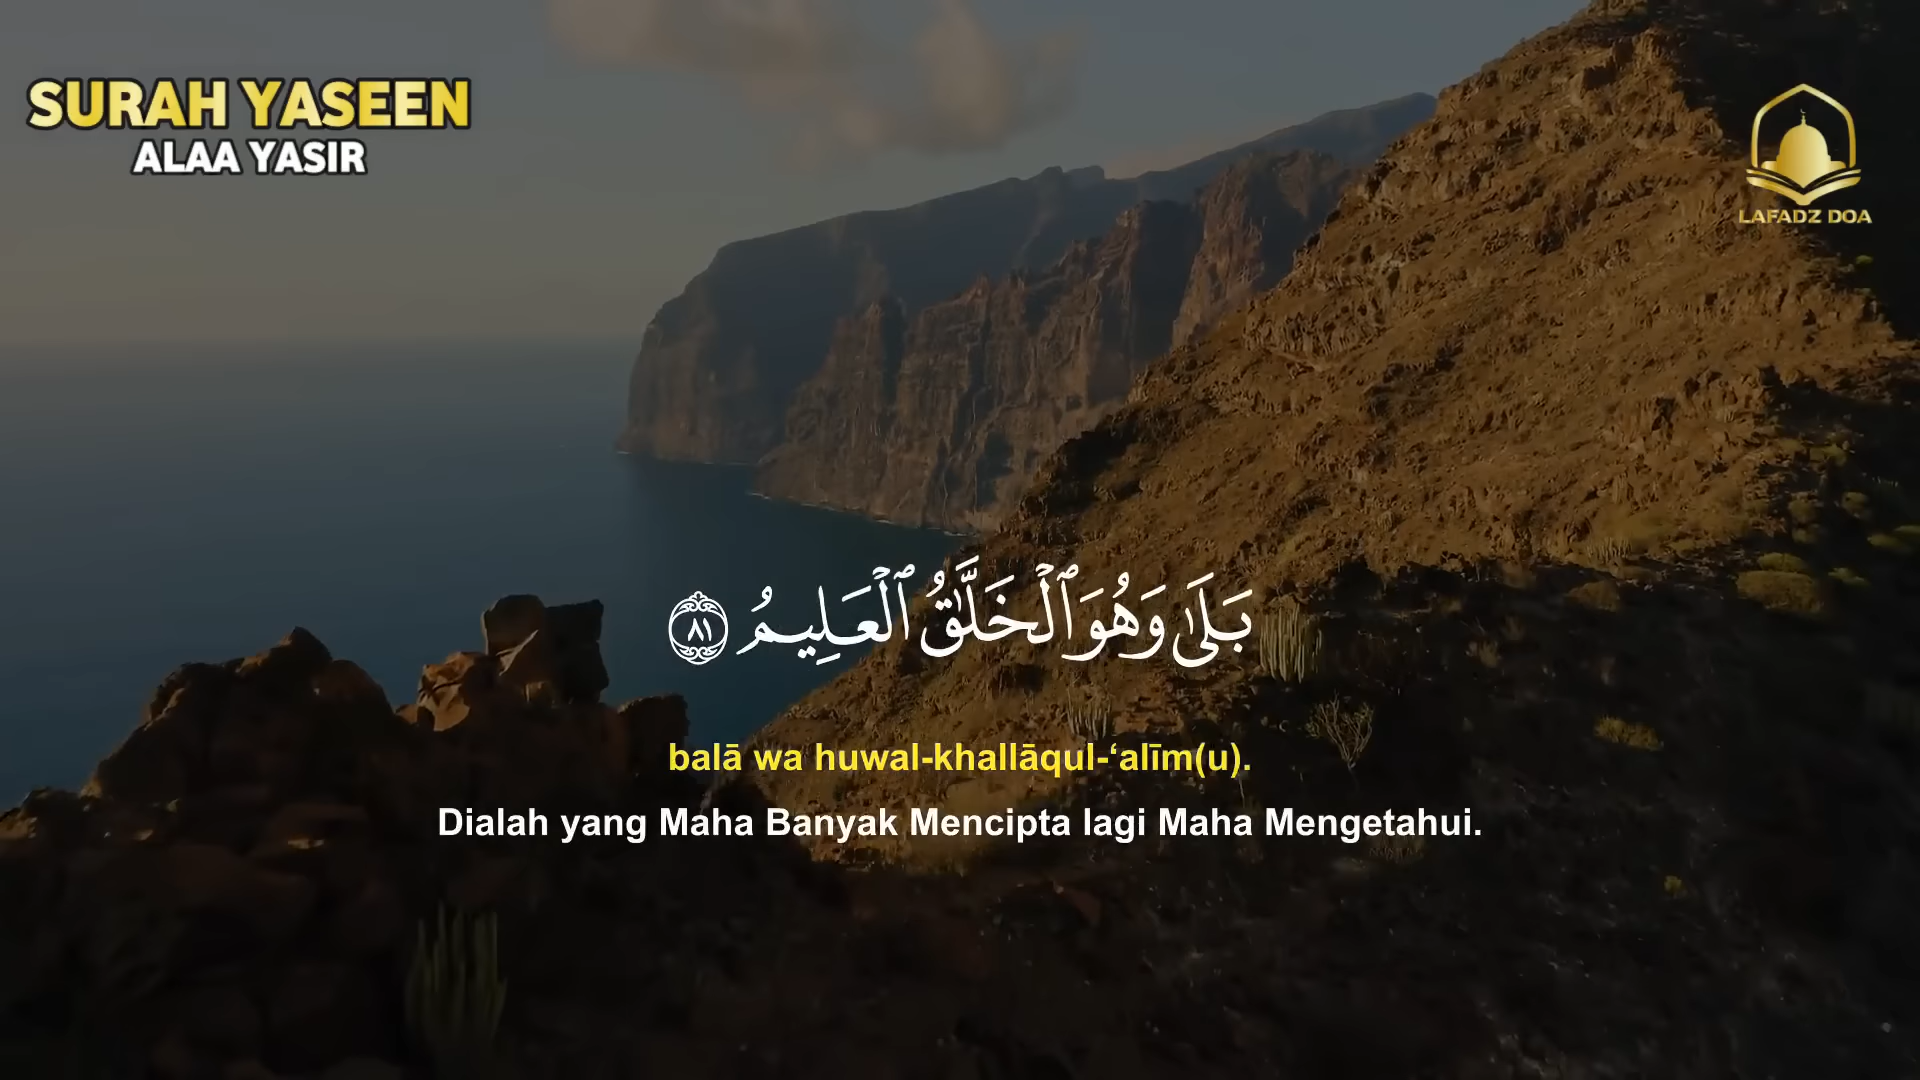 SURAH YASEEN
ALAA YASIR
LAFADZ DOA
بَلَىٰ وَهُوَ ٱلْخَلَّـٰقُ ٱلْعَلِيمُ ٨١
balā wa huwal-khallāqul-‘alīm(u).
Dialah yang Maha Banyak Mencipta lagi Maha Mengetahui.